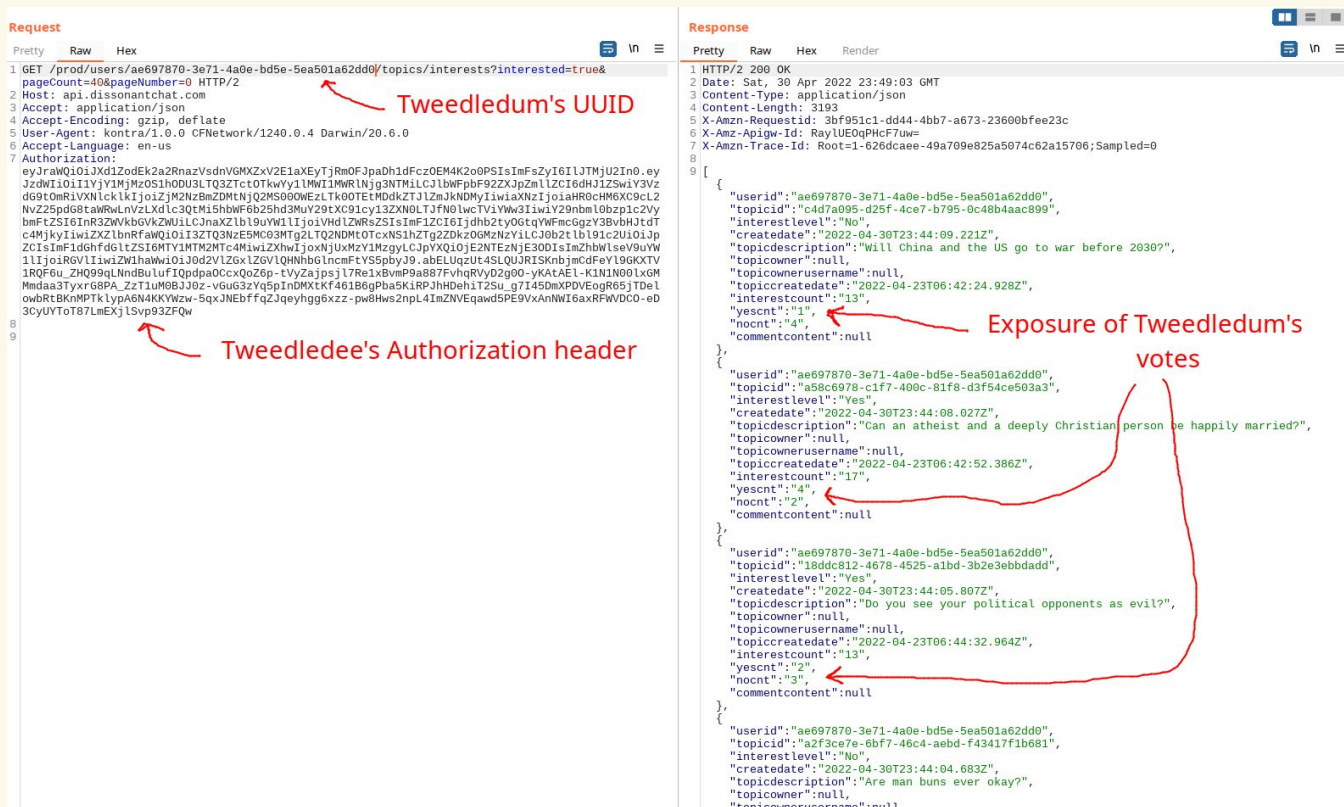 Request
Pretty Raw Hex
\n
1 GET /prod/users/ae697870-3e71-4a0e-bd5e-5ea501a62dd0/topics/interests?interested=true&
pageCount=40&pageNumber=0 HTTP/2
2 Host: api.dissonantchat.com
3 Accept: application/json
4 Accept-Encoding: gzip, deflate
5 User-Agent: kontra/1.0.0 CFNetwork/1240.0.4 Darwin/20.6.0
6 Accept-Language: en-us
7 Authorization:
8
9
Tweedledum's UUID
Tweedledee's Authorization header
Response
Pretty Raw Hex Render
\n
1 HTTP/2 200 OK
2 Date: Sat, 30 Apr 2022 23:49:03 GMT
3 Content-Type: application/json
4 Content-Length: 3193
5 X-Amzn-Requestid: 3bf951c1-dd44-4bb7-a673-23600bfee23c
6 X-Amz-Apigw-Id: RaylUEOqPHcF7uw=
7 X-Amzn-Trace-Id: Root=1-626dcaee-49a709e825a5074c62a15706;Sampled=0
8
9 [
{
"userid":"ae697870-3e71-4a0e-bd5e-5ea501a62dd0",
"topicid":"c4d7a095-d25f-4ce7-b795-0c48b4aac899",
"interestlevel":"No",
"createdate":"2022-04-30T23:44:09.221Z",
"topicdescription":"Will China and the US go to war before 2030?",
"topicowner":null,
"topicownerusername":null,
"topiccreatedate":"2022-04-23T06:42:24.928Z",
"interestcount":"13",
"yescnt":"1",
"nocnt":"4",
"commentcontent":null
},
{
"userid":"ae697870-3e71-4a0e-bd5e-5ea501a62dd0",
"topicid":"a58c6978-c1f7-400c-81f8-d3f54ce503a3",
"interestlevel":"Yes",
"createdate":"2022-04-30T23:44:08.027Z",
"topicdescription":"Can an atheist and a deeply Christian person be happily married?",
"topicowner":null,
"topicownerusername":null,
"topiccreatedate":"2022-04-23T06:42:52.386Z",
"interestcount":"17",
"yescnt":"4",
"nocnt":"2",
"commentcontent":null
},
{
"userid":"ae697870-3e71-4a0e-bd5e-5ea501a62dd0",
"topicid":"18ddc812-4678-4525-a1bd-3b2e3ebbdadd",
"interestlevel":"Yes",
"createdate":"2022-04-30T23:44:05.807Z",
"topicdescription":"Do you see your political opponents as evil?",
"topicowner":null,
"topicownerusername":null,
"topiccreatedate":"2022-04-23T06:44:32.964Z",
"interestcount":"13",
"yescnt":"2",
"nocnt":"3",
"commentcontent":null
},
{
"userid":"ae697870-3e71-4a0e-bd5e-5ea501a62dd0",
"topicid":"a2f3ce7e-6bf7-46c4-aebd-f43417f1b681",
"interestlevel":"No",
"createdate":"2022-04-30T23:44:04.683Z",
"topicdescription":"Are man buns ever okay?",
"topicowner":null,
Exposure of Tweedledum's
votes